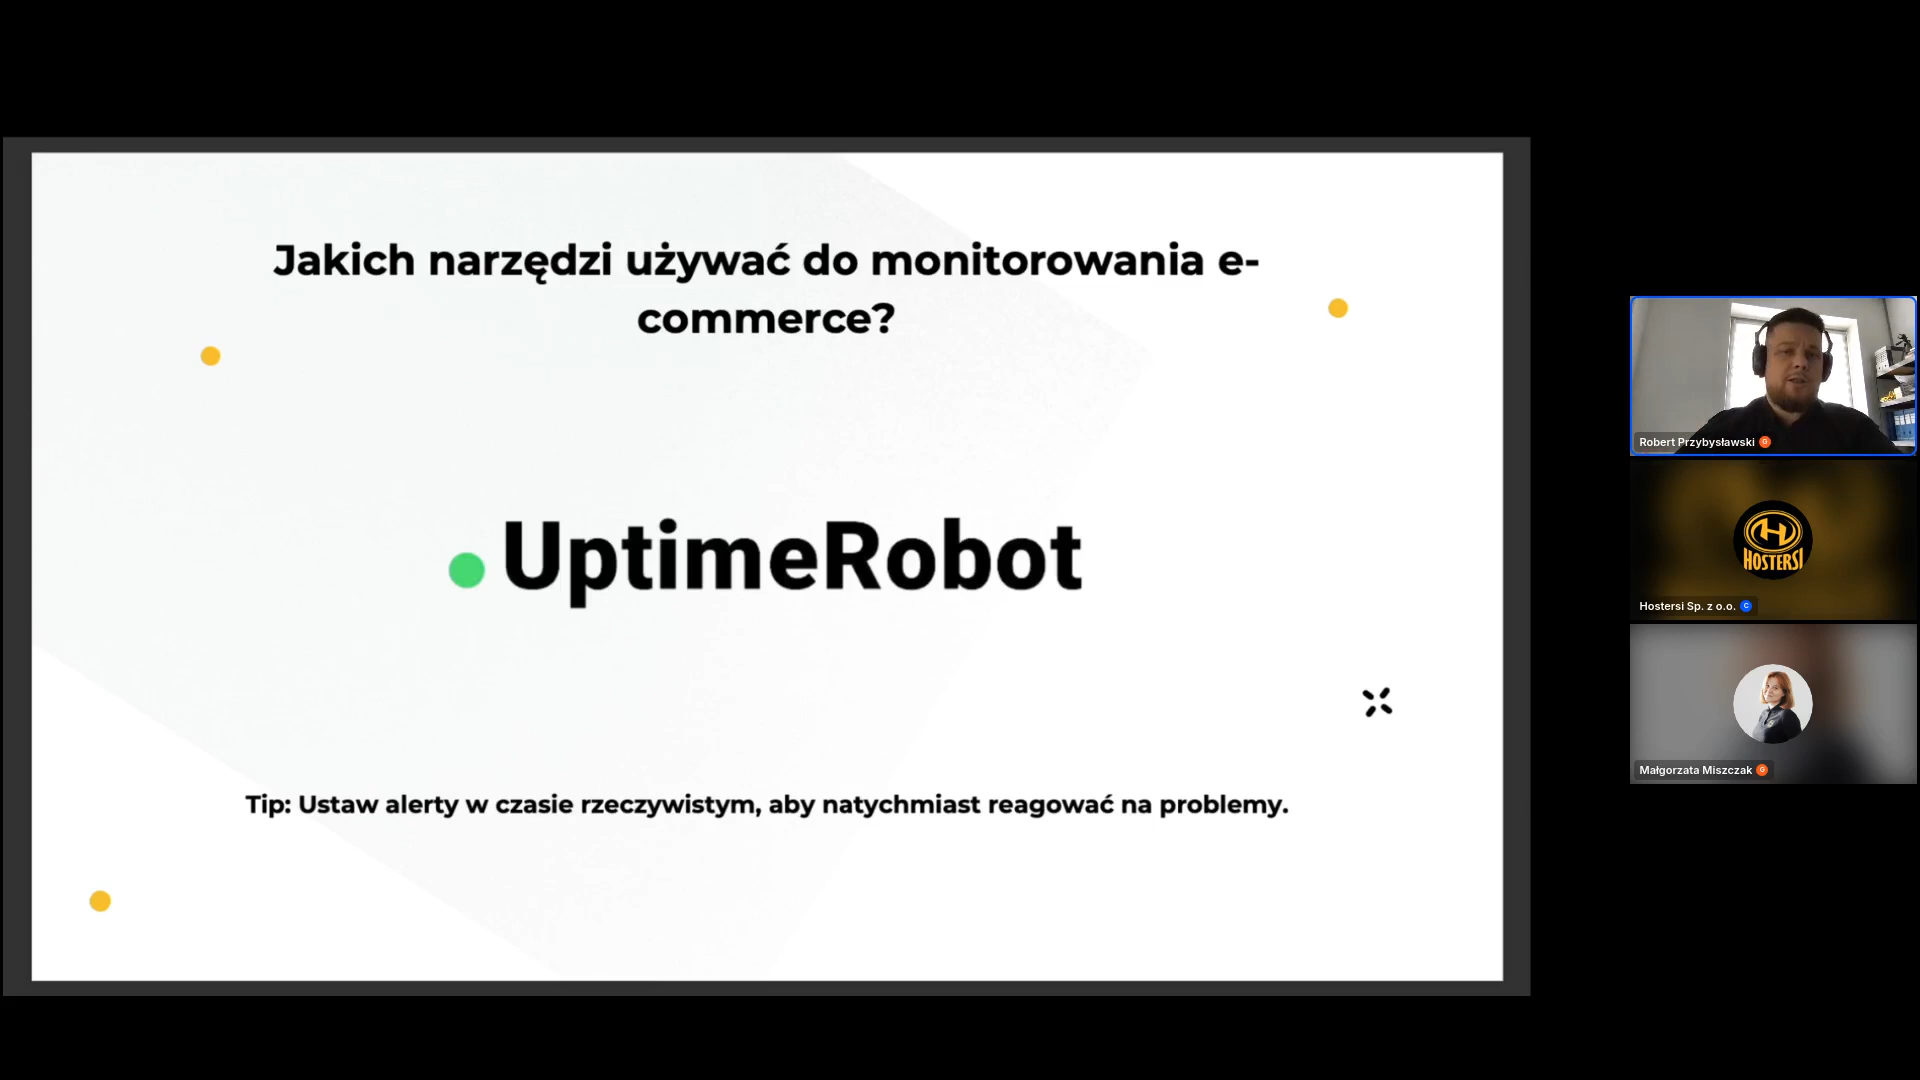 Jakich narzędzi używać do monitorowania e-
commerce?
UptimeRobot
Tip: Ustaw alerty w czasie rzeczywistym, aby natychmiast reagować na problemy.
Robert Przybysławski G
HOSTERSI
Hostersi Sp. z o.o. C
Małgorzata Miszczak G